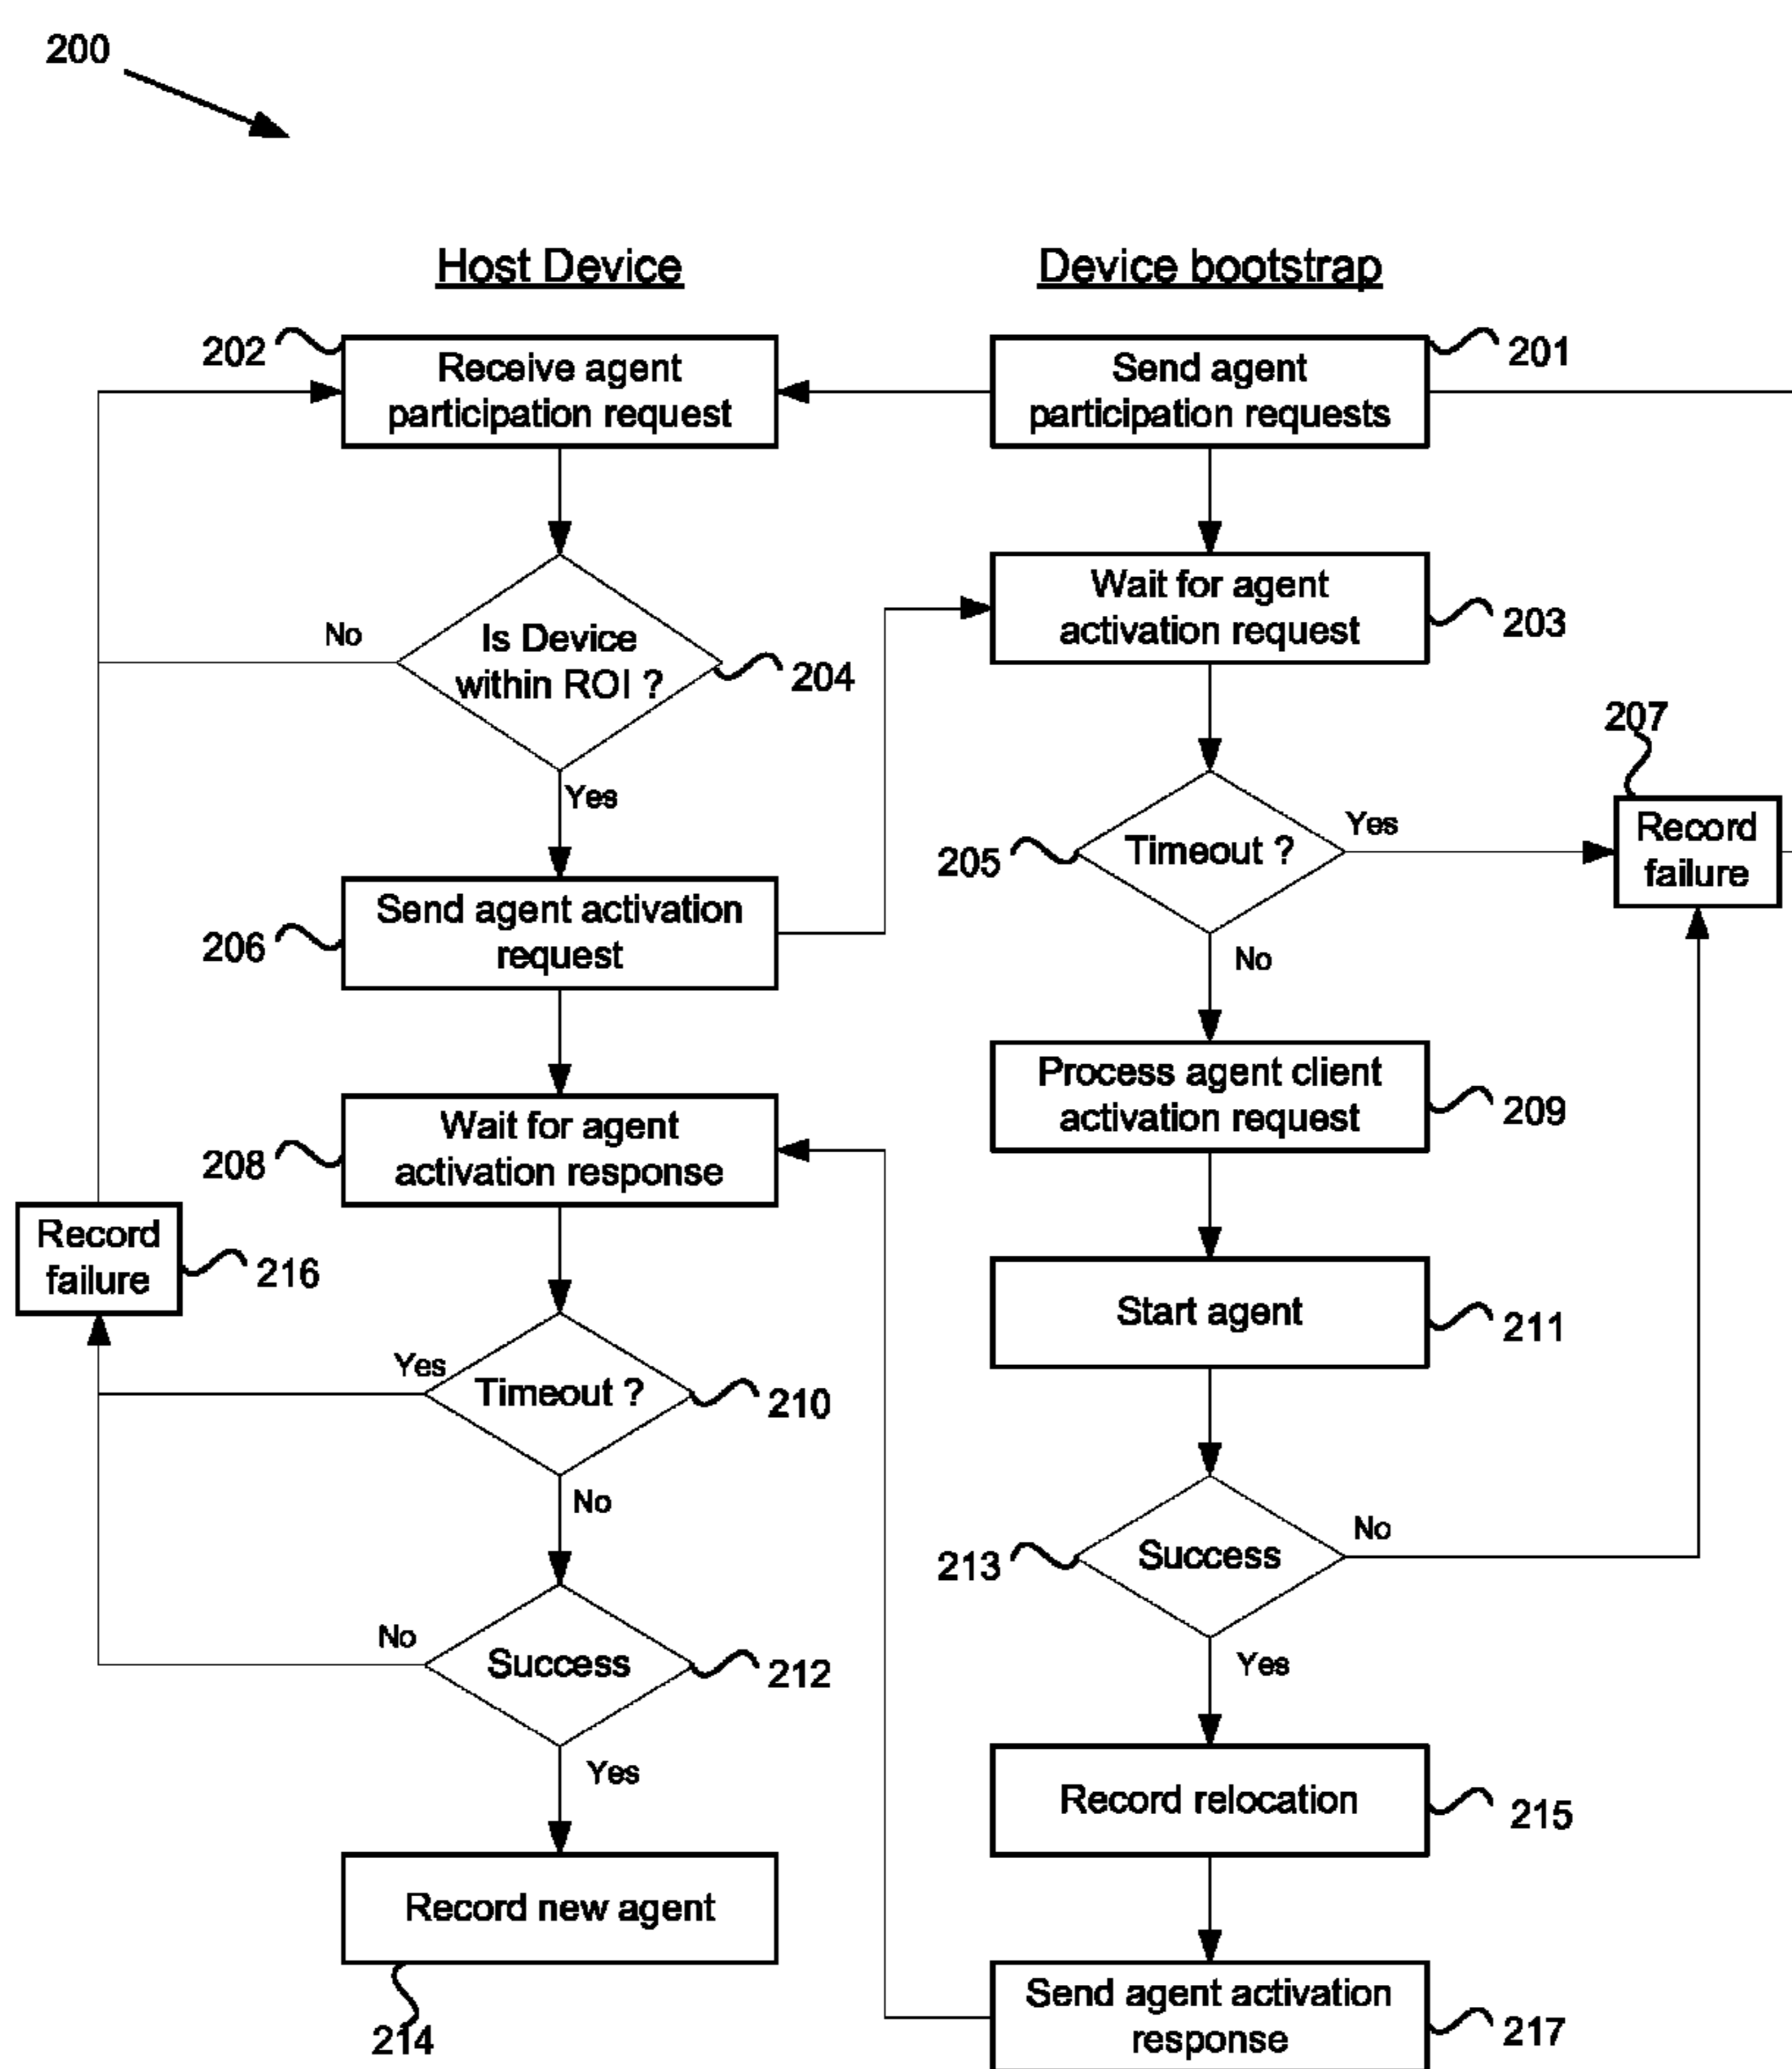 200
Host Device
Device bootstrap
202
Receive agent
participation request
Send agent
participation requests
201
Wait for agent
activation request
203
No
Is Device
within ROI ?
204
Yes
207
205
Timeout ?
Yes
Record
failure
No
Send agent activation
request
206
Process agent client
activation request
209
Wait for agent
activation response
208
Record
failure
216
Start agent
211
Yes
Timeout ?
210
No
213
Success
No
Yes
No
Success
212
Yes
Record relocation
215
Record new agent
214
Send agent activation
response
217